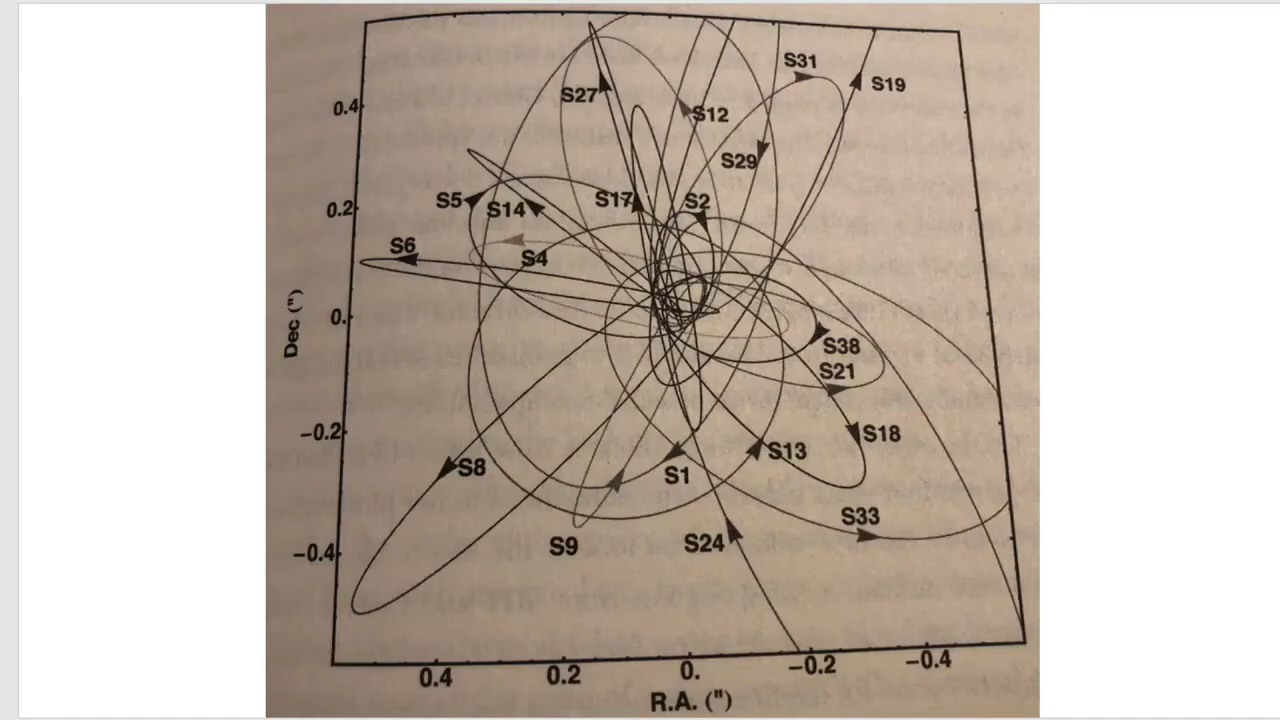 S31
S19
S27
0.4
S12
S29
S5
S14
S17
S2
0.2
S6
S4
0.
Dec (")
S38
S21
-0.2
S18
S13
S8
S1
S33
S9
S24
-0.4
0.4
0.2
0.
-0.2
-0.4
R.A. (")